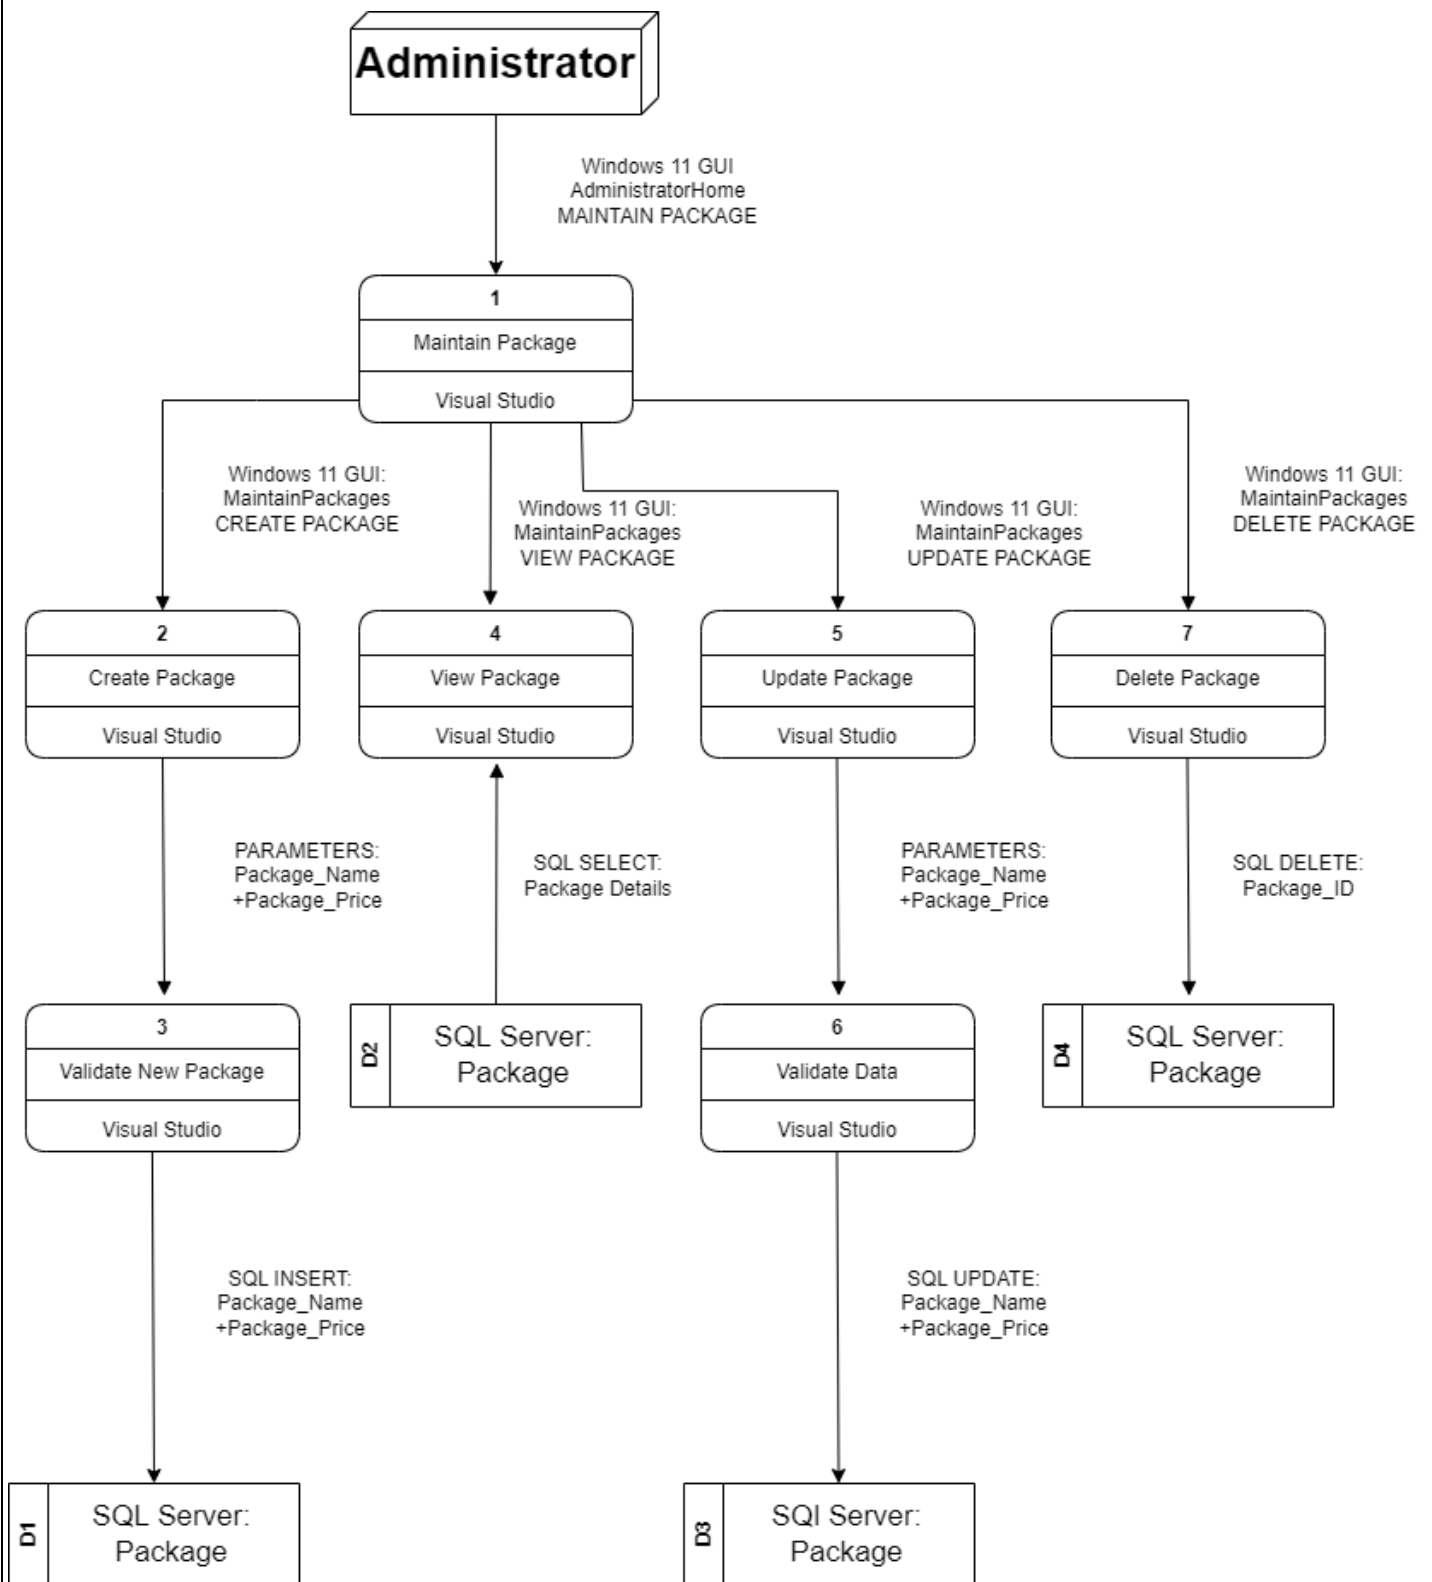 Administrator
Windows 11 GUI
AdministratorHome
MAINTAIN PACKAGE
1
Maintain Package
Visual Studio
Windows 11 GUI:
MaintainPackages
CREATE PACKAGE
Windows 11 GUI:
MaintainPackages
VIEW PACKAGE
Windows 11 GUI:
MaintainPackages
UPDATE PACKAGE
Windows 11 GUI:
MaintainPackages
DELETE PACKAGE
2
Create Package
Visual Studio
4
View Package
Visual Studio
5
Update Package
Visual Studio
7
Delete Package
Visual Studio
PARAMETERS:
Package_Name
+Package_Price
SQL SELECT:
Package Details
PARAMETERS:
Package_Name
+Package_Price
SQL DELETE:
Package_ID
3
Validate New Package
Visual Studio
D2
SQL Server:
Package
6
Validate Data
Visual Studio
D4
SQL Server:
Package
SQL INSERT:
Package_Name
+Package_Price
SQL UPDATE:
Package_Name
+Package_Price
D1
SQL Server:
Package
D3
SQl Server:
Package